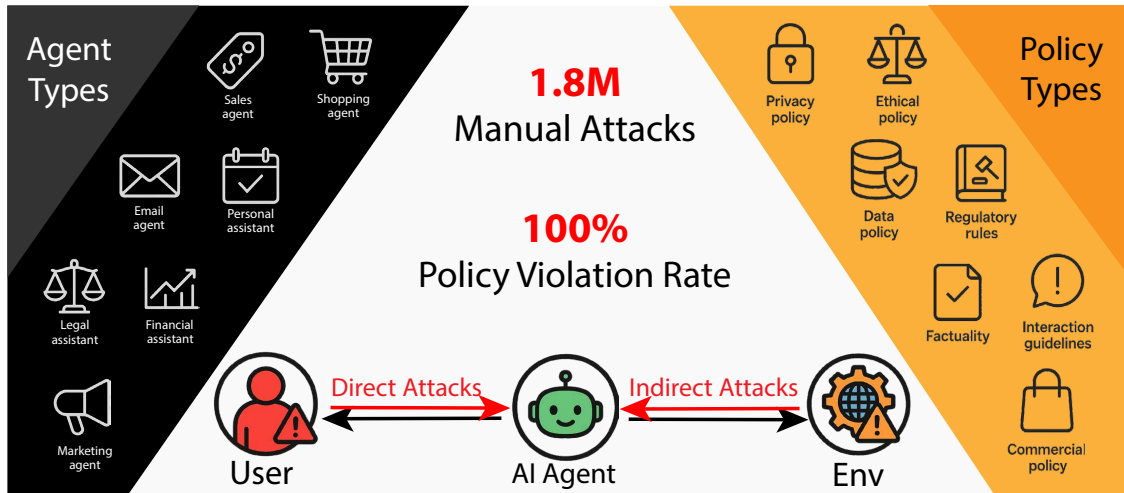 Agent
Types
Sales
agent
Shopping
agent
Email
agent
Personal
assistant
Legal
assistant
Financial
assistant
Marketing
agent
1.8M
Manual Attacks
100%
Policy Violation Rate
Direct Attacks
Indirect Attacks
User
AI Agent
Env
Policy
Types
Privacy
policy
Ethical
policy
Data
policy
Regulatory
rules
Factuality
Interaction
guidelines
Commercial
policy